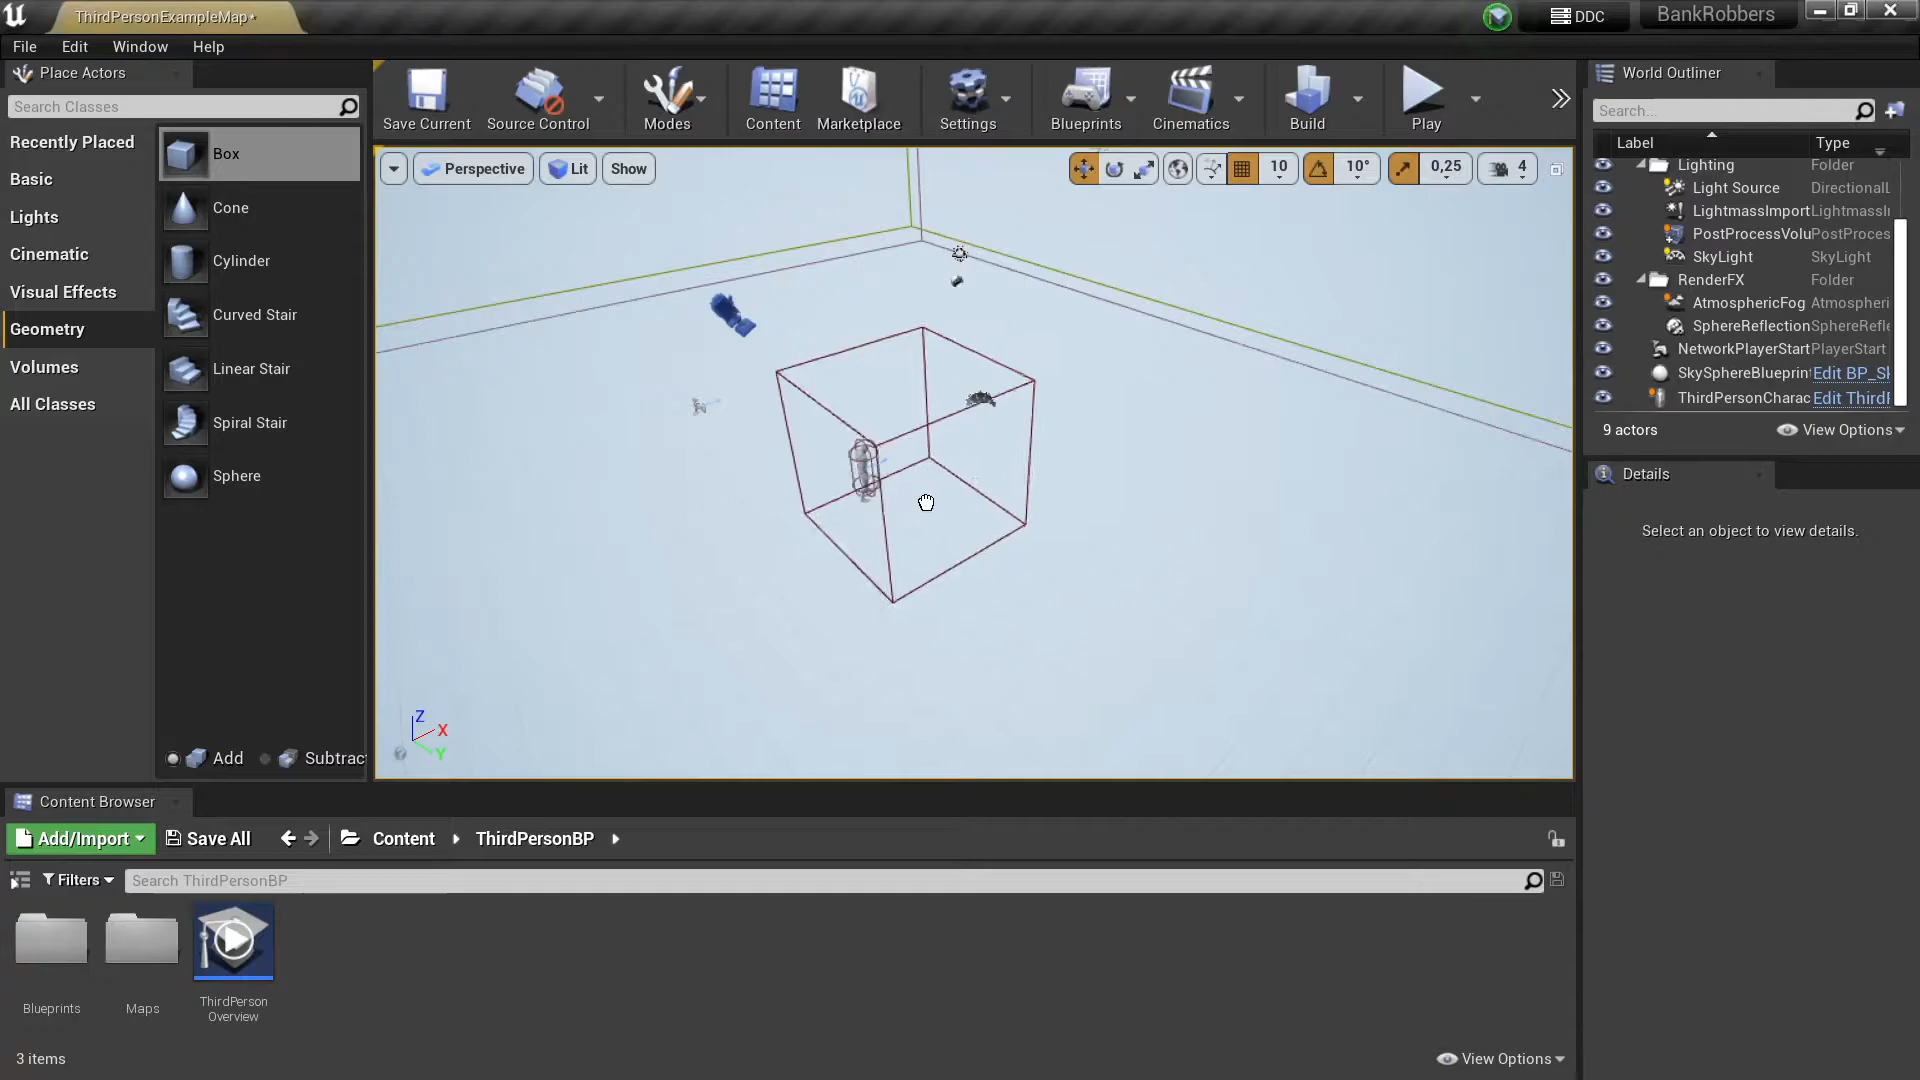 ThirdPersonExampleMap*
DDC
BankRobbers
File
Edit
Window
Help
Place Actors
Search Classes
Recently Placed
Basic
Lights
Cinematic
Visual Effects
Geometry
Volumes
All Classes
Box
Cone
Cylinder
Curved Stair
Linear Stair
Spiral Stair
Sphere
Add
Subtrac
Save Current
Source Control
Modes
Content
Marketplace
Settings
Blueprints
Cinematics
Build
Play
Perspective
Lit
Show
10
10°
0,25
4
Z
X
Y
World Outliner
Search...
Label
Type
Lighting Folder
Light Source DirectionalL
LightmassImport LightmassI
PostProcessVolu PostProces
SkyLight SkyLight
RenderFX Folder
AtmosphericFog Atmospheri
SphereReflection SphereRefle
NetworkPlayerStart PlayerStart
SkySphereBlueprin Edit BP_S
ThirdPersonCharac Edit Third
9 actors
View Options
Details
Select an object to view details.
Content Browser
Add/Import
Save All
Content
ThirdPersonBP
Filters
Search ThirdPersonBP
Blueprints
Maps
ThirdPerson
Overview
3 items
View Options